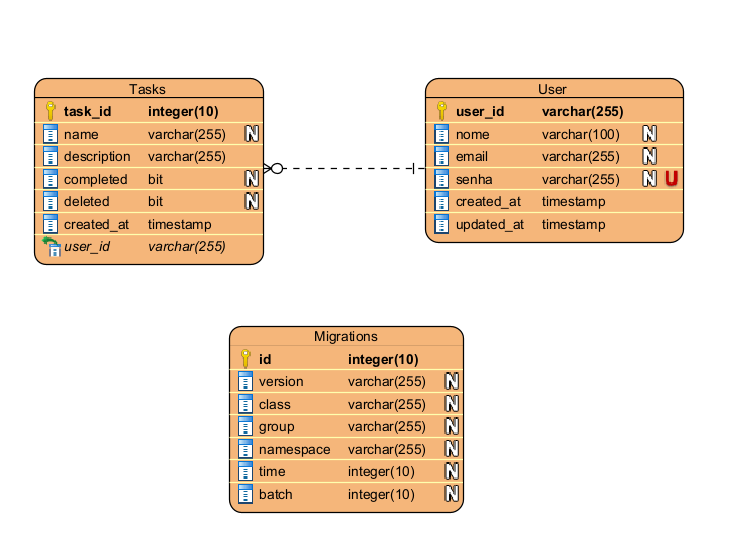 Tasks
task_id integer(10)
name varchar(255) N
description varchar(255)
completed bit N
deleted bit N
created_at timestamp
user_id varchar(255)
User
user_id varchar(255)
nome varchar(100) N
email varchar(255) N
senha varchar(255) N U
created_at timestamp
updated_at timestamp
Migrations
id integer(10)
version varchar(255) N
class varchar(255) N
group varchar(255) N
namespace varchar(255) N
time integer(10) N
batch integer(10) N